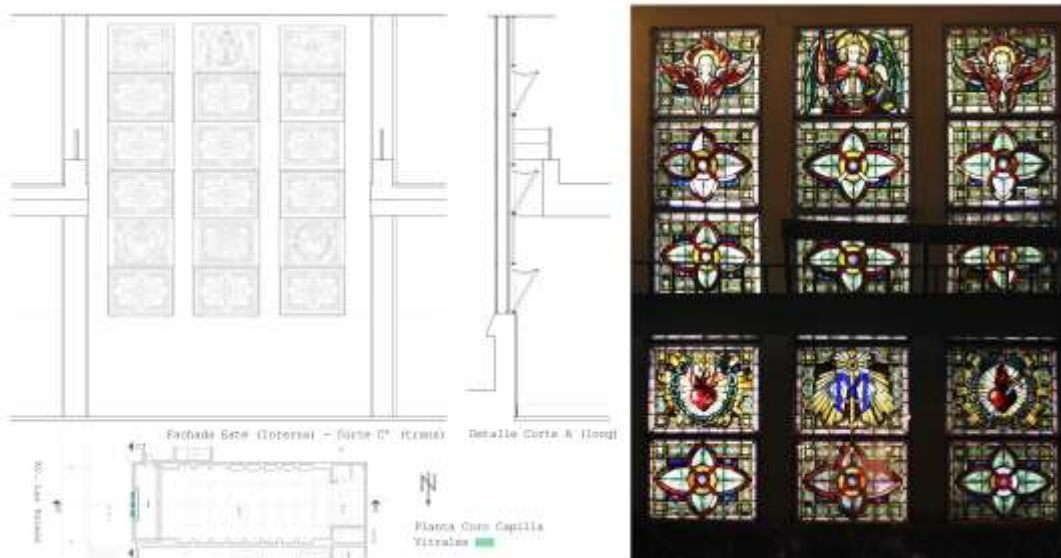 Fachada Este (interna) - Corte C' (trans)
Detalle Corte A (long)
N
Planta Coro Capilla
Vitrales